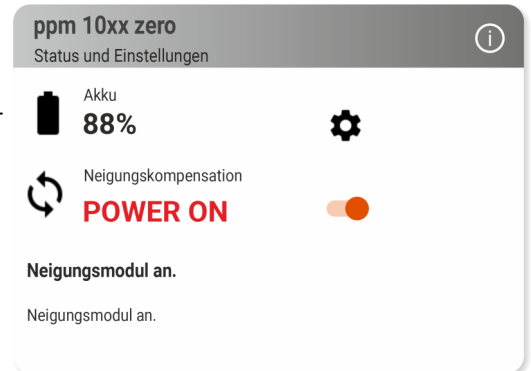 ppm 10xx zero
Status und Einstellungen
Akku
88%
Neigungskompensation
POWER ON
Neigungsmodul an.
Neigungsmodul an.